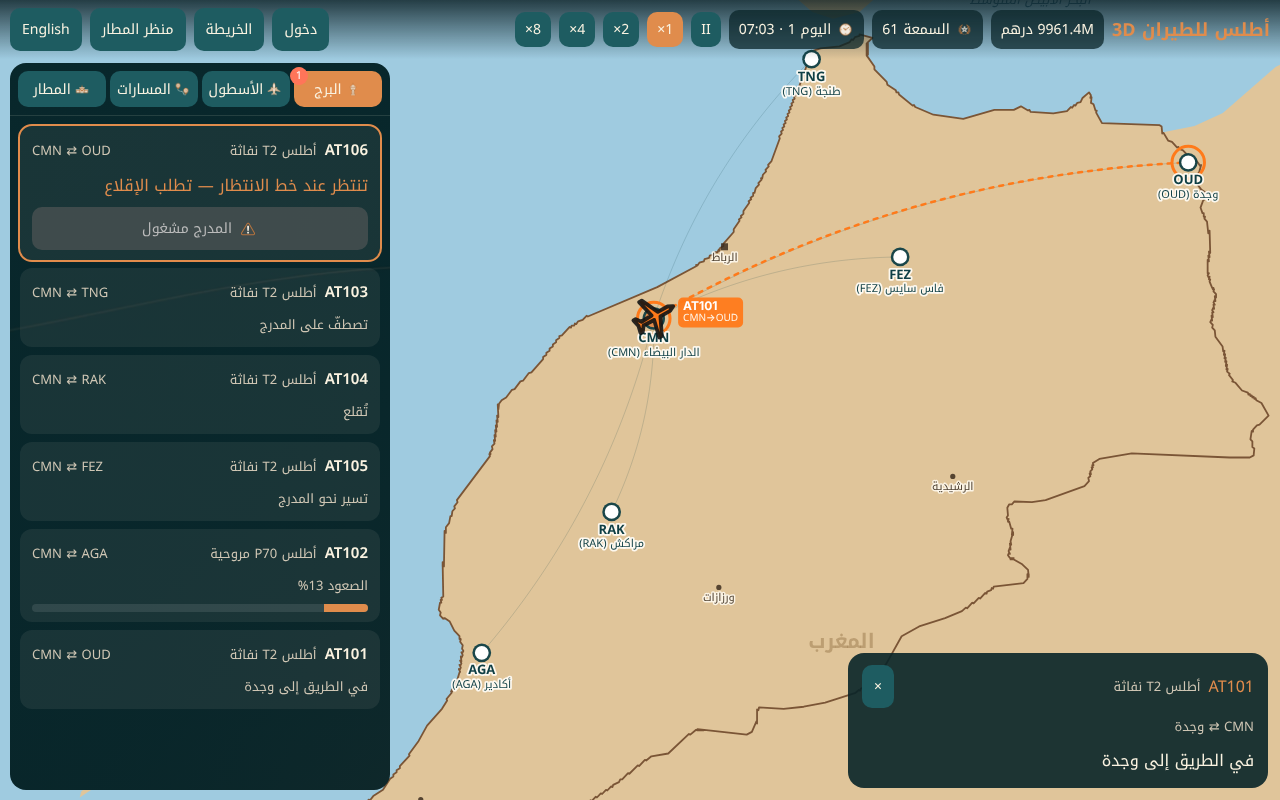 أطلس للطيران 3D
9961.4M درهم
السمعة 61
اليوم 1 · 07:03
II
×1
×2
×4
×8
دخول
الخريطة
منظر المطار
English
البرج
1
الأسطول
المسارات
المطار
AT106 أطلس T2 نفاثة
CMN ⇄ OUD
تنتظر عند خط الانتظار — تطلب الإقلاع
المدرج مشغول
AT103 أطلس T2 نفاثة
CMN ⇄ TNG
تصطفّ على المدرج
AT104 أطلس T2 نفاثة
CMN ⇄ RAK
تُقلع
AT105 أطلس T2 نفاثة
CMN ⇄ FEZ
تسير نحو المدرج
AT102 أطلس P70 مروحية
CMN ⇄ AGA
الصعود 13%
AT101 أطلس T2 نفاثة
CMN ⇄ OUD
في الطريق إلى وجدة
TNG
طنجة (TNG)
OUD
وجدة (OUD)
الرباط
FEZ
فاس سايس (FEZ)
AT101
CMN→OUD
CMN
الدار البيضاء (CMN)
الرشيدية
RAK
مراكش (RAK)
ورزازات
المغرب
AGA
أكادير (AGA)
AT101 أطلس T2 نفاثة
×
CMN ⇄ وجدة
في الطريق إلى وجدة